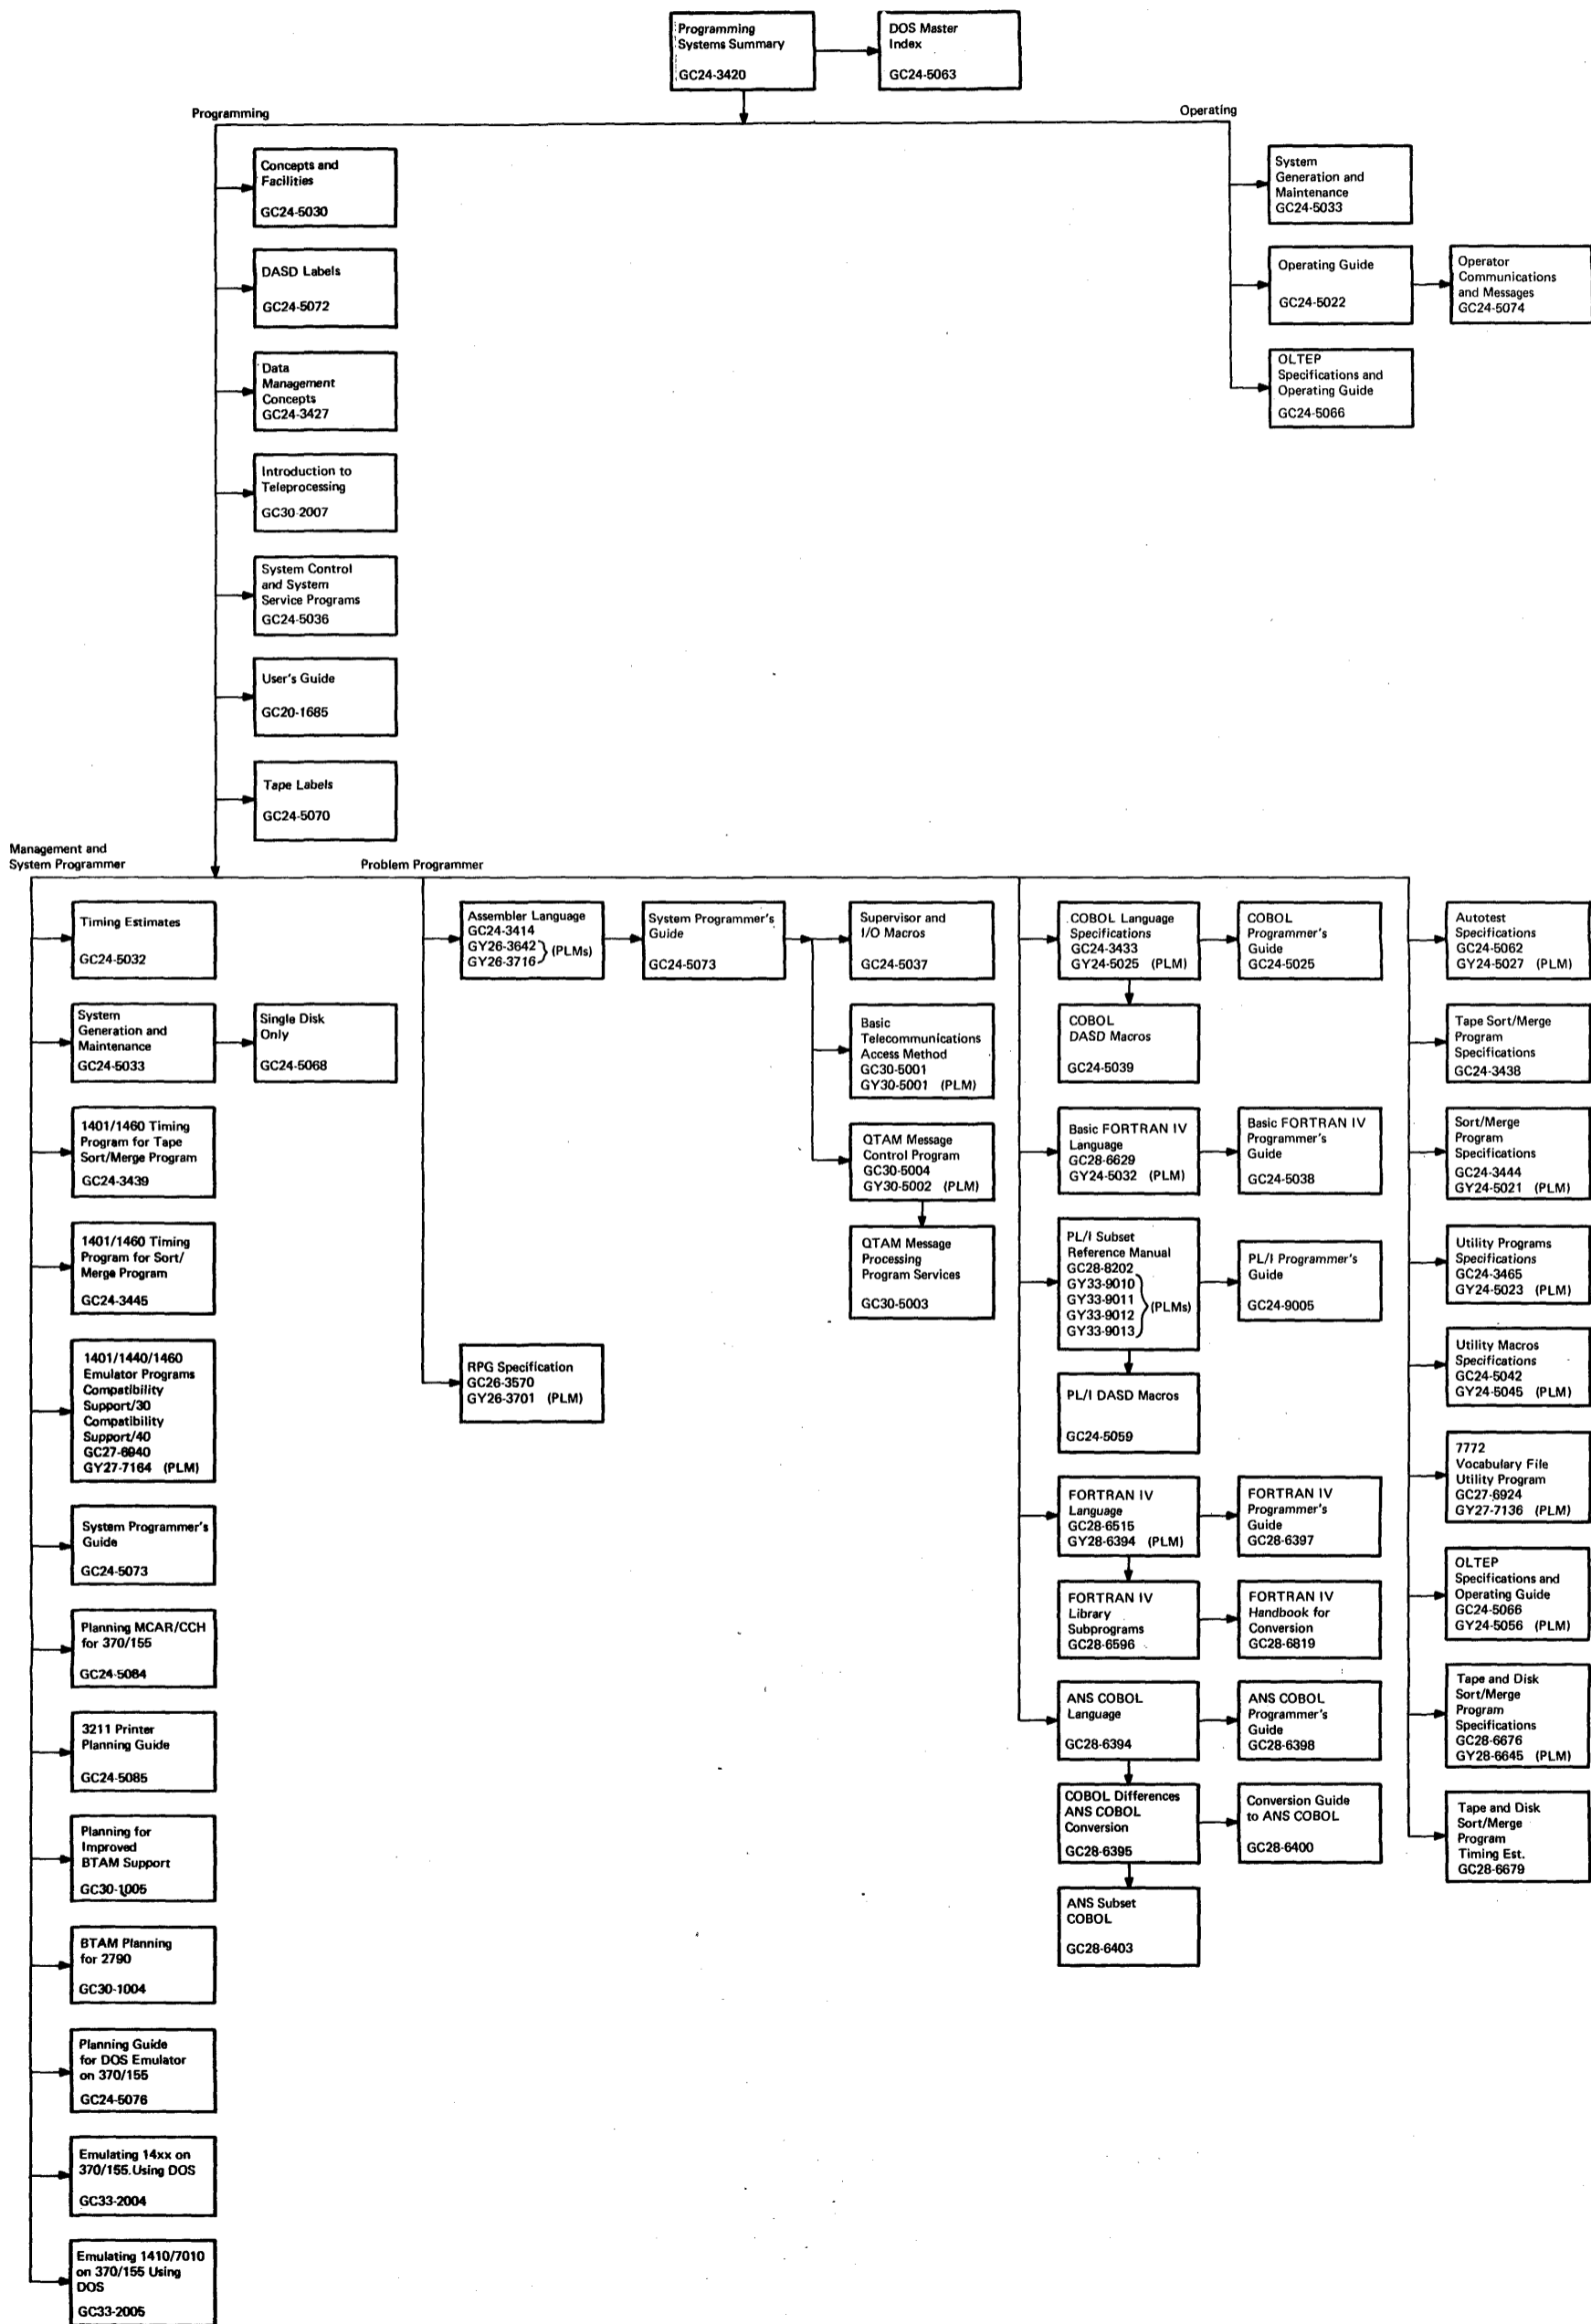 Programming
Systems Summary
GC24-3420
DOS Master
Index
GC24-5063
Programming
Operating
Concepts and
Facilities
GC24-5030
DASD Labels
GC24-5072
Data
Management
Concepts
GC24-3427
Introduction to
Teleprocessing
GC30-2007
System Control
and System
Service Programs
GC24-5036
User's Guide
GC20-1685
Tape Labels
GC24-5070
System
Generation and
Maintenance
GC24-5033
Operating Guide
GC24-5022
Operator
Communications
and Messages
GC24-5074
OLTEP
Specifications and
Operating Guide
GC24-5066
Management and
System Programmer
Problem Programmer
Timing Estimates
GC24-5032
System
Generation and
Maintenance
GC24-5033
Single Disk
Only
GC24-5068
1401/1460 Timing
Program for Tape
Sort/Merge Program
GC24-3439
1401/1460 Timing
Program for Sort/
Merge Program
GC24-3445
1401/1440/1460
Emulator Programs
Compatibility
Support/30
Compatibility
Support/40
GC27-6940
GY27-7164 (PLM)
System Programmer's
Guide
GC24-5073
Planning MCAR/CCH
for 370/155
GC24-5084
3211 Printer
Planning Guide
GC24-5085
Planning for
Improved
BTAM Support
GC30-1005
BTAM Planning
for 2790
GC30-1004
Planning Guide
for DOS Emulator
on 370/155
GC24-5076
Emulating 14xx on
370/155 Using DOS
GC33-2004
Emulating 1410/7010
on 370/155 Using
DOS
GC33-2005
Assembler Language
GC24-3414
GY26-3642
GY26-3716 (PLMs)
System Programmer's
Guide
GC24-5073
Supervisor and
I/O Macros
GC24-5037
Basic
Telecommunications
Access Method
GC30-5001
GY30-5001 (PLM)
QTAM Message
Control Program
GC30-5004
GY30-5002 (PLM)
QTAM Message
Processing
Program Services
GC30-5003
RPG Specification
GC26-3570
GY26-3701 (PLM)
COBOL Language
Specifications
GC24-3433
GY24-5025 (PLM)
COBOL
Programmer's
Guide
GC24-5025
COBOL
DASD Macros
GC24-5039
Basic FORTRAN IV
Language
GC28-6629
GY24-5032 (PLM)
Basic FORTRAN IV
Programmer's
Guide
GC24-5038
PL/I Subset
Reference Manual
GC28-8202
GY33-9010
GY33-9011
GY33-9012
GY33-9013
(PLMs)
PL/I Programmer's
Guide
GC24-9005
PL/I DASD Macros
GC24-5059
FORTRAN IV
Language
GC28-6515
GY28-6394 (PLM)
FORTRAN IV
Programmer's
Guide
GC28-6397
FORTRAN IV
Library
Subprograms
GC28-6596
FORTRAN IV
Handbook for
Conversion
GC28-6819
ANS COBOL
Language
GC28-6394
ANS COBOL
Programmer's
Guide
GC28-6398
COBOL Differences
ANS COBOL
Conversion
GC28-6395
Conversion Guide
to ANS COBOL
GC28-6400
ANS Subset
COBOL
GC28-6403
Autotest
Specifications
GC24-5062
GY24-5027 (PLM)
Tape Sort/Merge
Program
Specifications
GC24-3438
Sort/Merge
Program
Specifications
GC24-3444
GY24-5021 (PLM)
Utility Programs
Specifications
GC24-3465
GY24-5023 (PLM)
Utility Macros
Specifications
GC24-5042
GY24-5045 (PLM)
7772
Vocabulary File
Utility Program
GC27-6924
GY27-7136 (PLM)
OLTEP
Specifications and
Operating Guide
GC24-5066
GY24-5056 (PLM)
Tape and Disk
Sort/Merge
Program
Specifications
GC28-6676
GY28-6645 (PLM)
Tape and Disk
Sort/Merge
Program
Timing Est.
GC28-6679